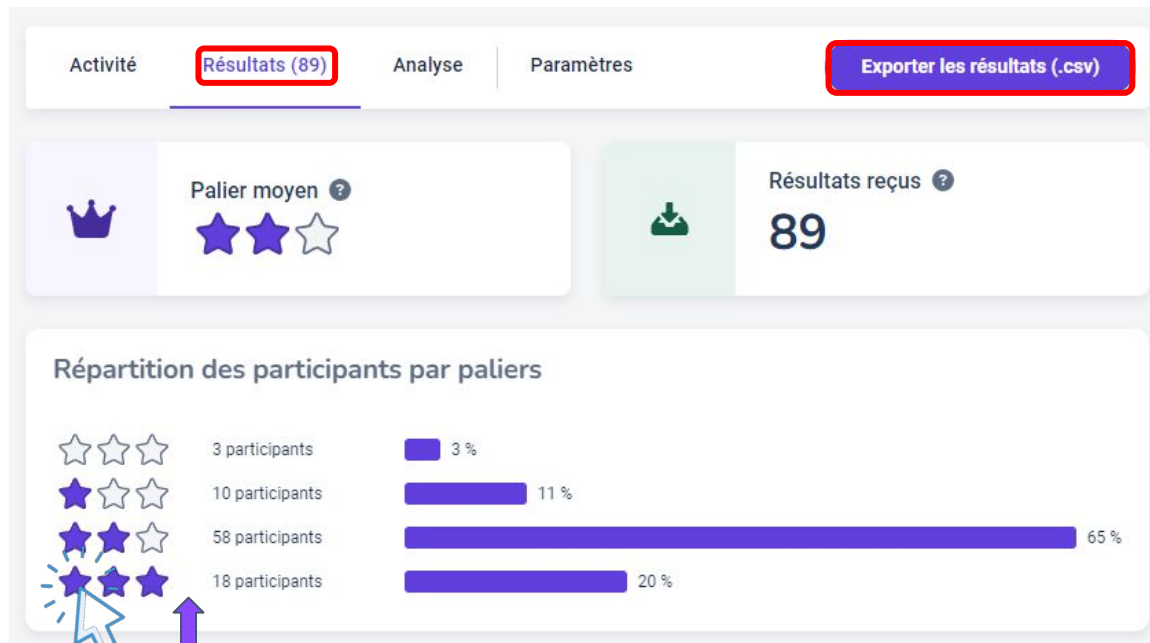 Activité Résultats (89) Analyse Paramètres Exporter les résultats (.csv)
Palier moyen ?
Résultats reçus ?
89
Répartition des participants par paliers
3 participants 3 %
10 participants 11 %
58 participants 65 %
18 participants 20 %